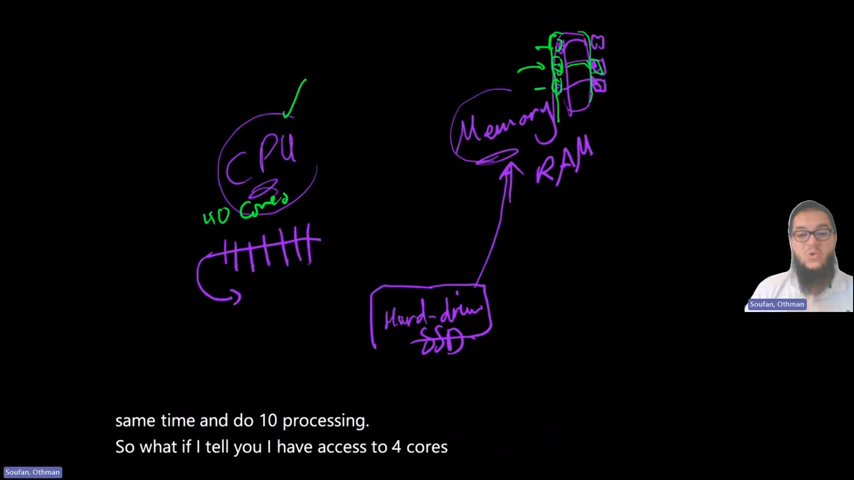 CPU
40 Cores
Memory
RAM
Hard-drive
SSD
Soufan, Othman
same time and do 10 processing.
So what if I tell you I have access to 4 cores
Soufan, Othman